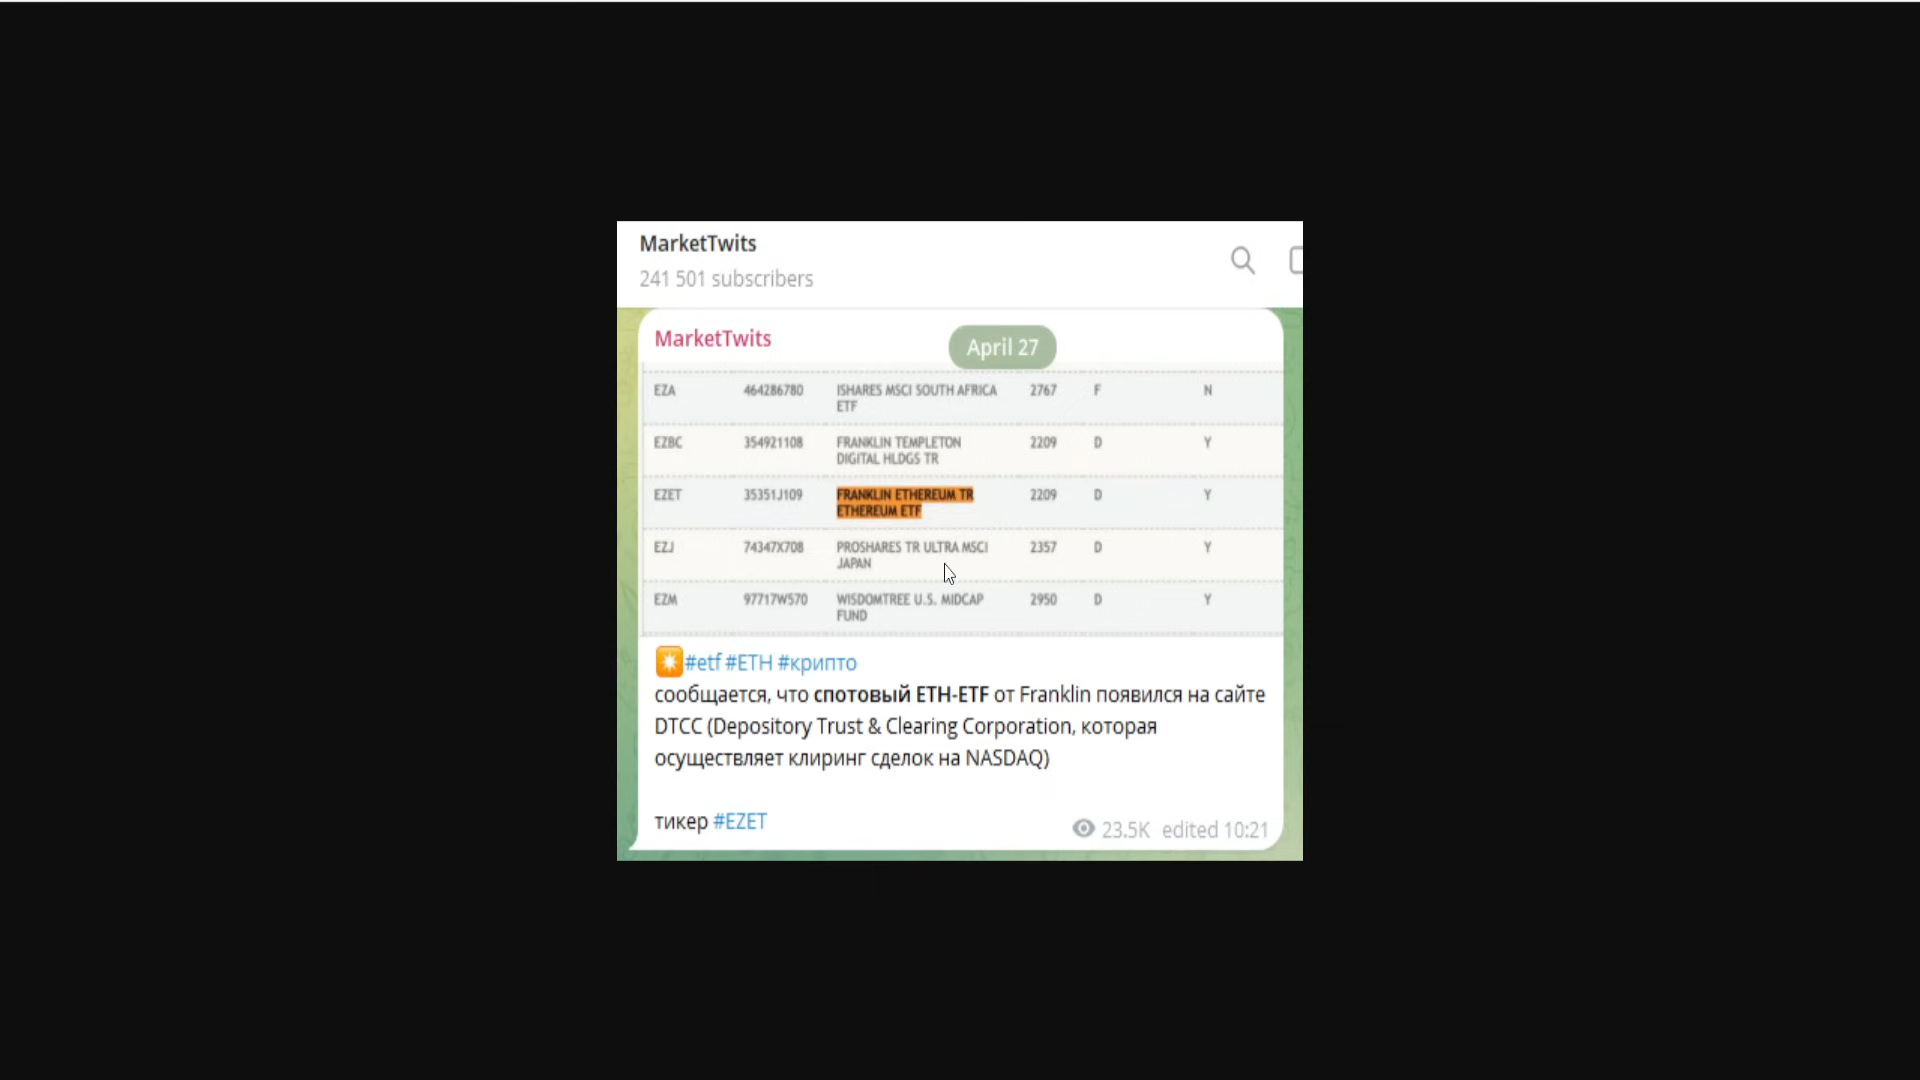 MarketTwits
241 501 subscribers
MarketTwits
April 27
EZA 464286780 ISHARES MSCI SOUTH AFRICA ETF 2767 F N
EZBC 354921108 FRANKLIN TEMPLETON DIGITAL HLDGS TR 2209 D Y
EZET 35351J109 FRANKLIN ETHEREUM TR ETHEREUM ETF 2209 D Y
EZJ 74347X708 PROSHARES TR ULTRA MSCI JAPAN 2357 D Y
EZM 97717W570 WISDOMTREE U.S. MIDCAP FUND 2950 D Y
#etf #ETH #крипто
сообщается, что спотовый ETH-ETF от Franklin появился на сайте
DTCC (Depository Trust & Clearing Corporation, которая
осуществляет клиринг сделок на NASDAQ)
тикер #EZET
23.5K edited 10:21